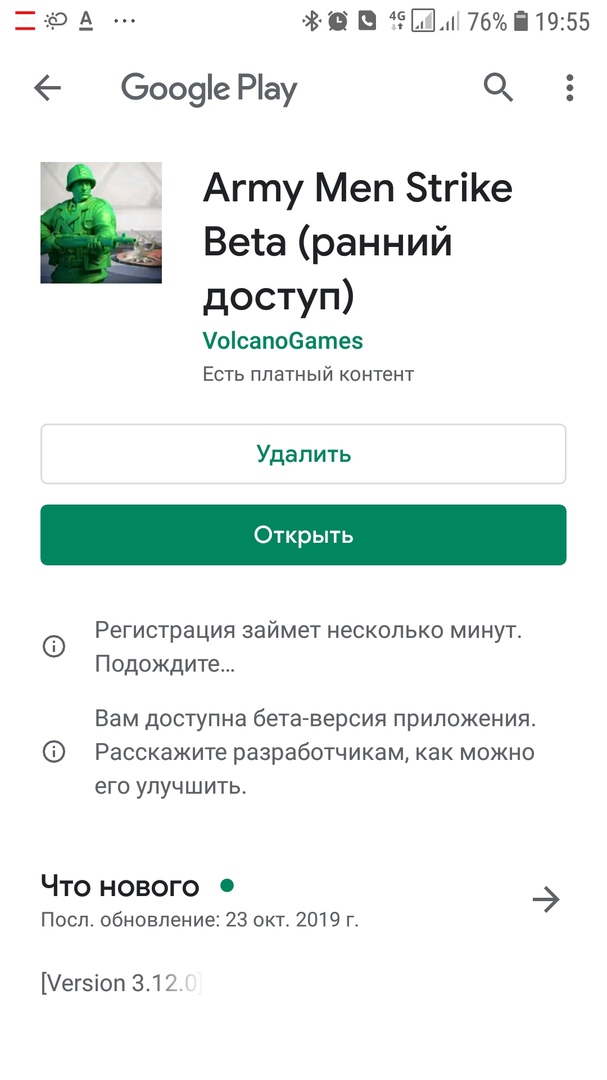 4G 76% 19:55
Google Play
Army Men Strike
Beta (ранний
доступ)
VolcanoGames
Есть платный контент
Удалить
Открыть
Регистрация займет несколько минут.
Подождите…
Вам доступна бета-версия приложения.
Расскажите разработчикам, как можно
его улучшить.
Что нового
Посл. обновление: 23 окт. 2019 г.
[Version 3.12.0]